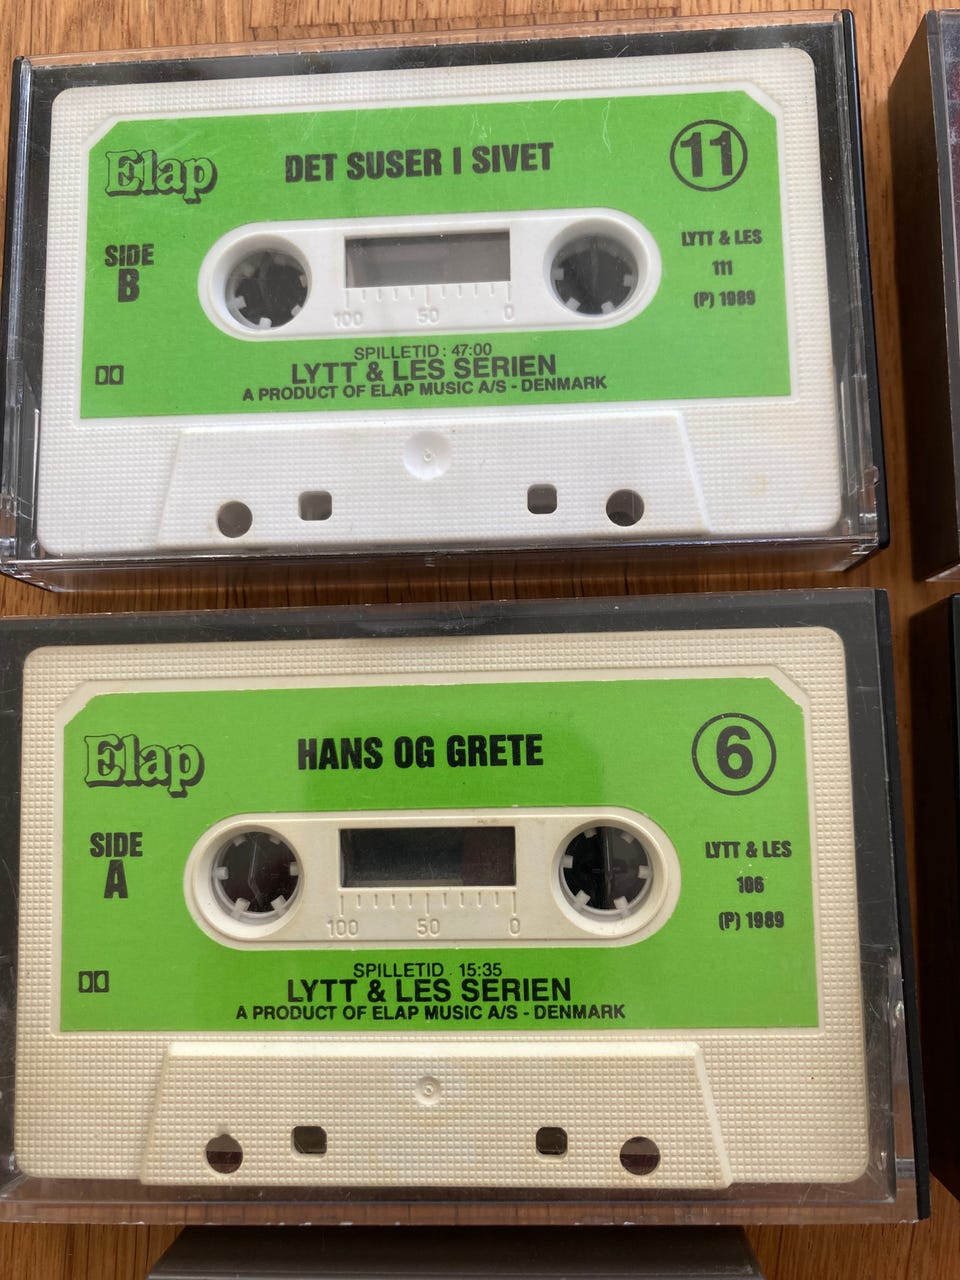 Elap
DET SUSER I SIVET
11
SIDE
B
LYTT & LES
111
(P) 1989
100 50 0
SPILLETID: 47:00
LYTT & LES SERIEN
A PRODUCT OF ELAP MUSIC A/S - DENMARK
Elap
HANS OG GRETE
6
SIDE
A
LYTT & LES
106
(P) 1989
100 50 0
SPILLETID 15:35
LYTT & LES SERIEN
A PRODUCT OF ELAP MUSIC A/S - DENMARK